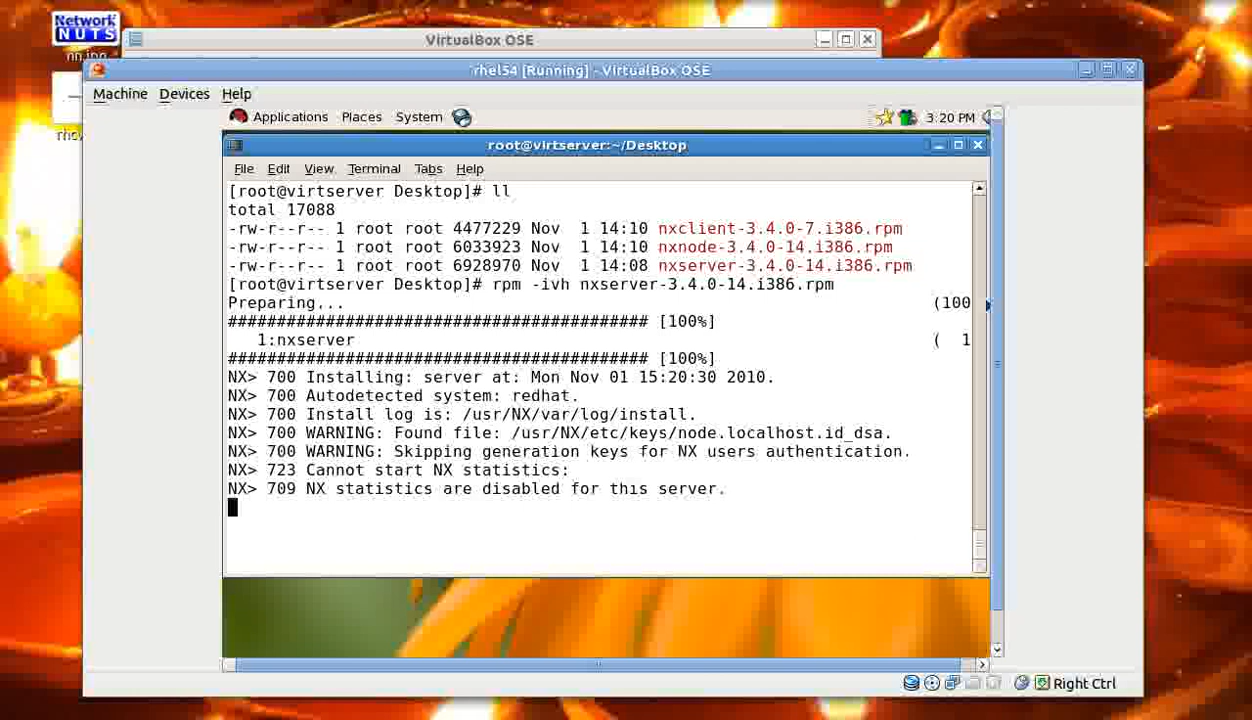 Network
NUTS
nn.jpg
VirtualBox OSE
rhel54 [Running] - VirtualBox OSE
Machine Devices Help
Applications Places System
3:20 PM
root@virtserver:~/Desktop
File Edit View Terminal Tabs Help
[root@virtserver Desktop]# ll
total 17088
-rw-r--r-- 1 root root 4477229 Nov  1 14:10 nxclient-3.4.0-7.i386.rpm
-rw-r--r-- 1 root root 6033923 Nov  1 14:10 nxnode-3.4.0-14.i386.rpm
-rw-r--r-- 1 root root 6928970 Nov  1 14:08 nxserver-3.4.0-14.i386.rpm
[root@virtserver Desktop]# rpm -ivh nxserver-3.4.0-14.i386.rpm
Preparing... (100
########################################### [100%]
1:nxserver ( 1
########################################### [100%]
NX> 700 Installing: server at: Mon Nov 01 15:20:30 2010.
NX> 700 Autodetected system: redhat.
NX> 700 Install log is: /usr/NX/var/log/install.
NX> 700 WARNING: Found file: /usr/NX/etc/keys/node.localhost.id_dsa.
NX> 700 WARNING: Skipping generation keys for NX users authentication.
NX> 723 Cannot start NX statistics:
NX> 709 NX statistics are disabled for this server.
Right Ctrl